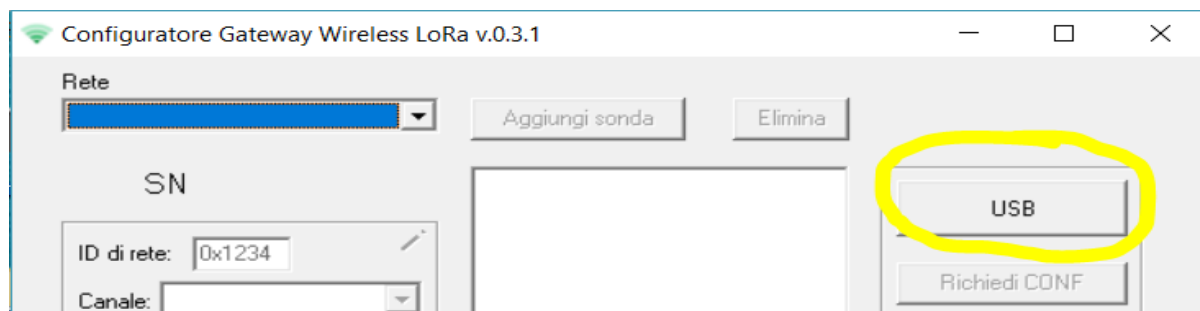 Configuratore Gateway Wireless LoRa v.0.3.1
Rete
Aggiungi sonda
Elimina
SN
USB
ID di rete: 0x1234
Richiedi CONF
Canale: